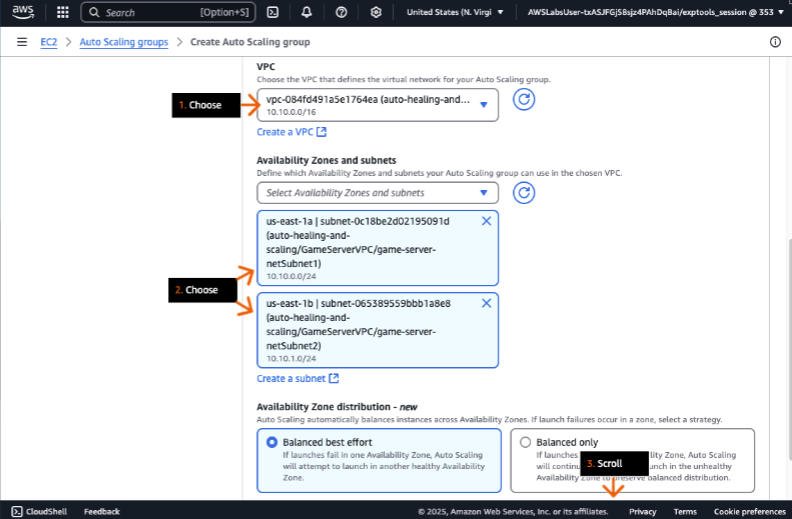 aws
Search [Option+S]
United States (N. Virgi
AWSLabsUser-txASJFGjS8sjz4PAhDqBai/exptools_session @ 353
EC2 > Auto Scaling groups > Create Auto Scaling group
VPC
Choose the VPC that defines the virtual network for your Auto Scaling group.
1. Choose
vpc-084fd491a5e1764ea (auto-healing-and...
10.10.0.0/16
Create a VPC
Availability Zones and subnets
Define which Availability Zones and subnets your Auto Scaling group can use in the chosen VPC.
Select Availability Zones and subnets
us-east-1a | subnet-0c18be2d02195091d
(auto-healing-and-
scaling/GameServerVPC/game-server-
netSubnet1)
10.10.0.0/24
2. Choose
us-east-1b | subnet-065389559bbb1a8e8
(auto-healing-and-
scaling/GameServerVPC/game-server-
netSubnet2)
10.10.1.0/24
Create a subnet
Availability Zone distribution - new
Auto Scaling automatically balances instances across Availability Zones. If launch failures occur in a zone, select a strategy.
Balanced best effort
If launches fail in one Availability Zone, Auto Scaling
will attempt to launch in another healthy Availability
Zone.
Balanced only
If launches
Zone, Auto Scaling
will
in the unhealthy
Availability Zone to preserve balanced distribution.
3. Scroll
CloudShell Feedback
© 2025, Amazon Web Services, Inc. or its affiliates. Privacy Terms Cookie preferences